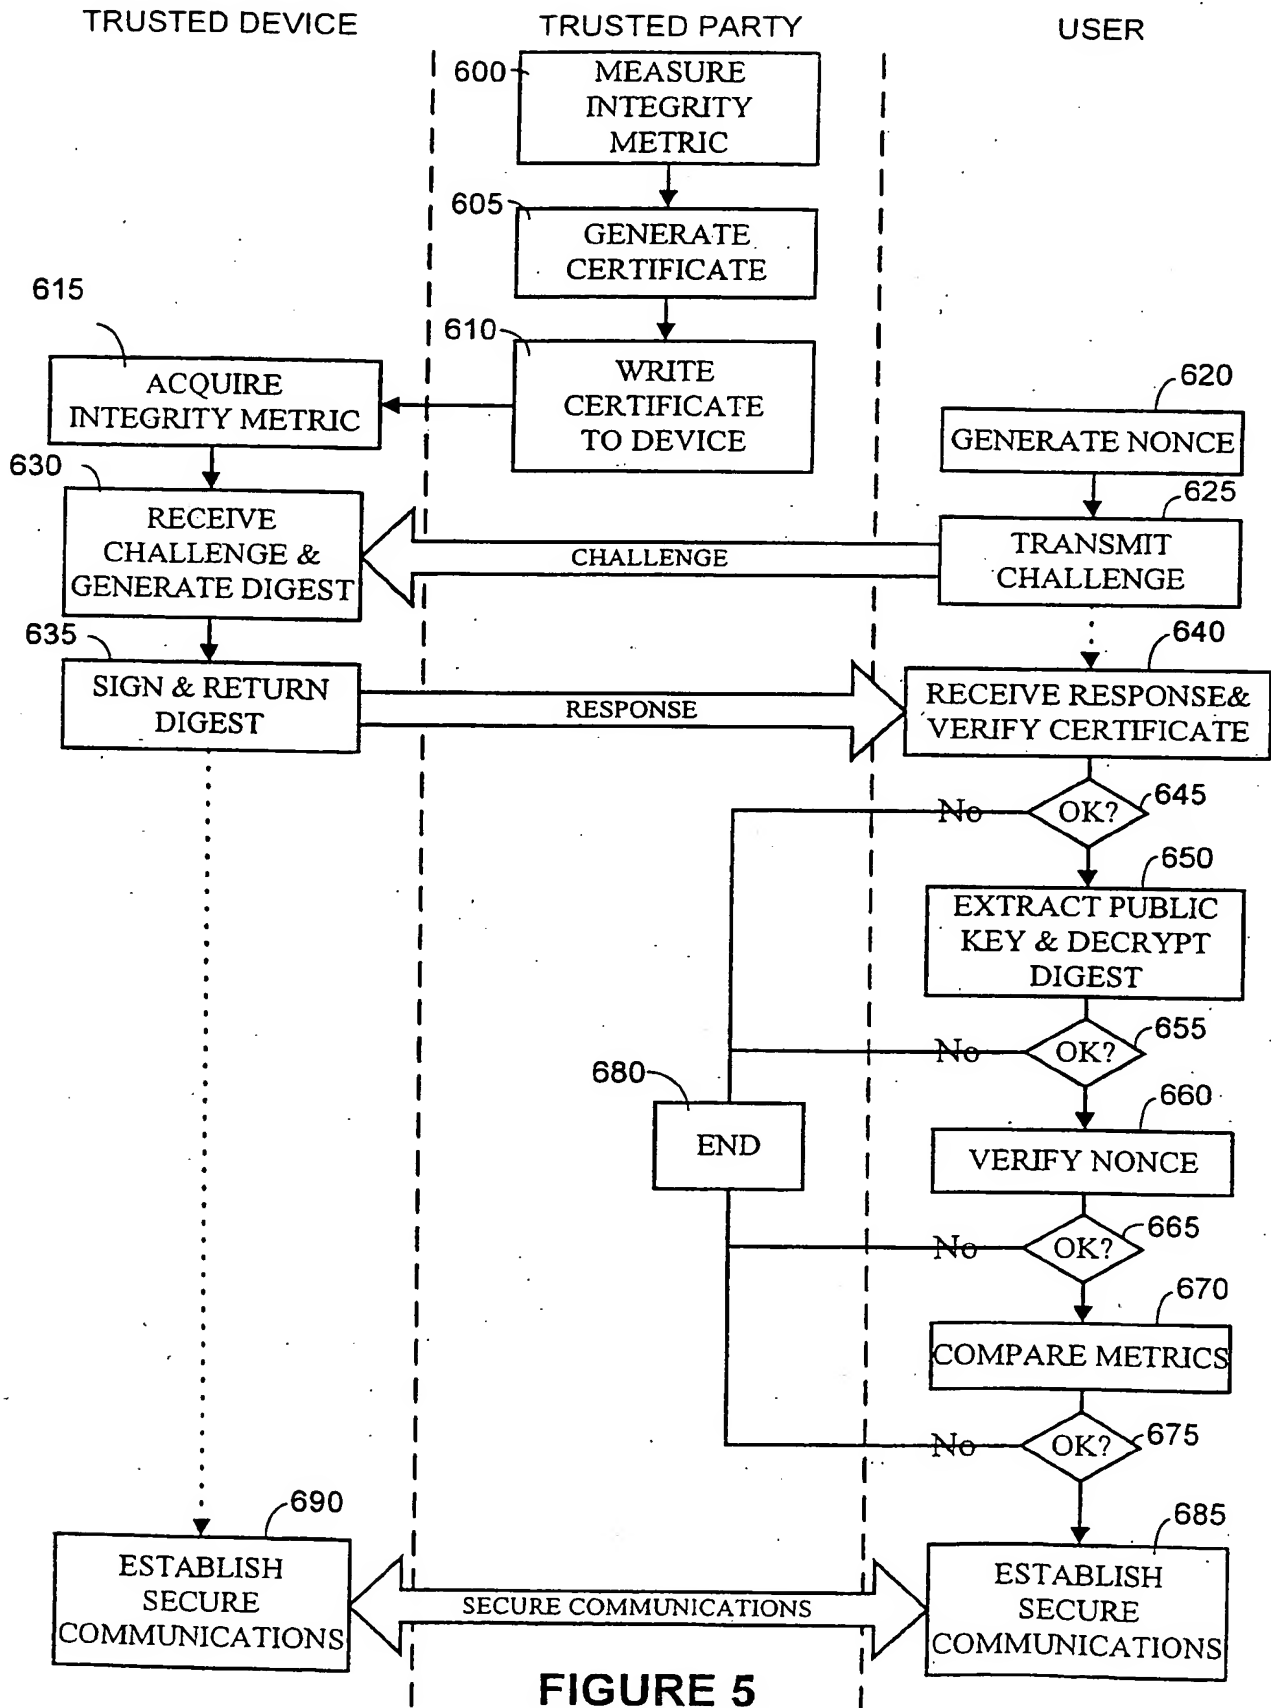 TRUSTED DEVICE
TRUSTED PARTY
USER
600
MEASURE
INTEGRITY
METRIC
605
GENERATE
CERTIFICATE
610
WRITE
CERTIFICATE
TO DEVICE
615
ACQUIRE
INTEGRITY METRIC
620
GENERATE NONCE
625
TRANSMIT
CHALLENGE
CHALLENGE
630
RECEIVE
CHALLENGE &
GENERATE DIGEST
635
SIGN & RETURN
DIGEST
RESPONSE
640
RECEIVE RESPONSE&
VERIFY CERTIFICATE
No
OK?
645
650
EXTRACT PUBLIC
KEY & DECRYPT
DIGEST
No
OK?
655
680
END
660
VERIFY NONCE
No
OK?
665
670
COMPARE METRICS
No
OK?
675
690
ESTABLISH
SECURE
COMMUNICATIONS
SECURE COMMUNICATIONS
685
ESTABLISH
SECURE
COMMUNICATIONS
FIGURE 5